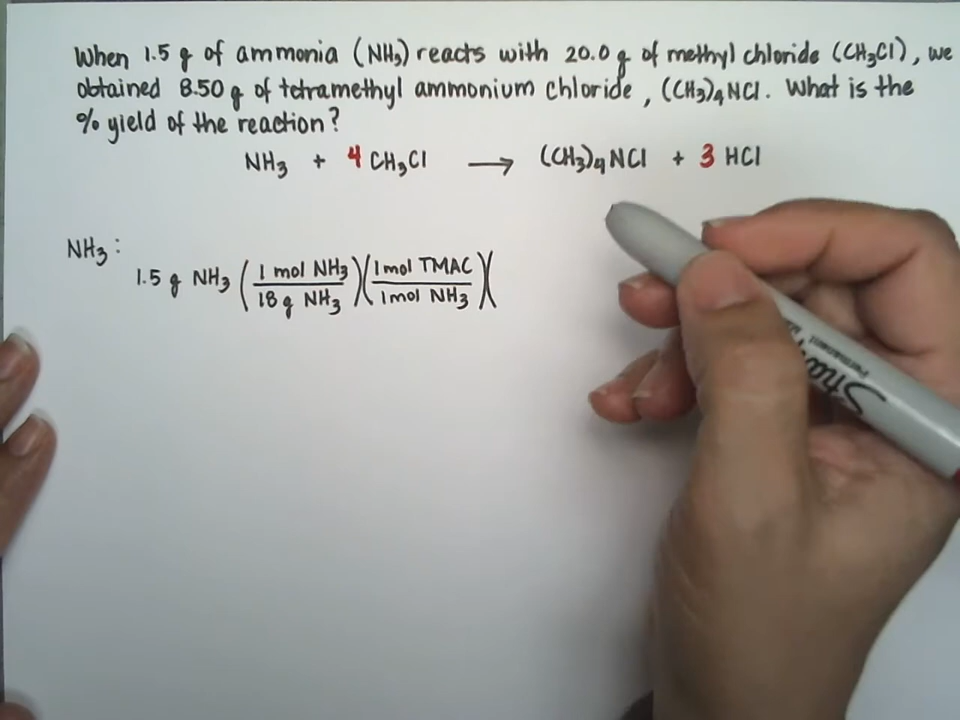 When 1.5 g of ammonia (NH₃) reacts with 20.0 g of methyl chloride (CH₃Cl), we
obtained 8.50 g of tetramethyl ammonium chloride, (CH₃)₄NCl. What is the
% yield of the reaction?
NH₃ + 4 CH₃Cl → (CH₃)₄NCl + 3 HCl
NH₃:
1.5 g NH₃ (1 mol NH₃ / 18 g NH₃)(1 mol TMAC / 1 mol NH₃)(